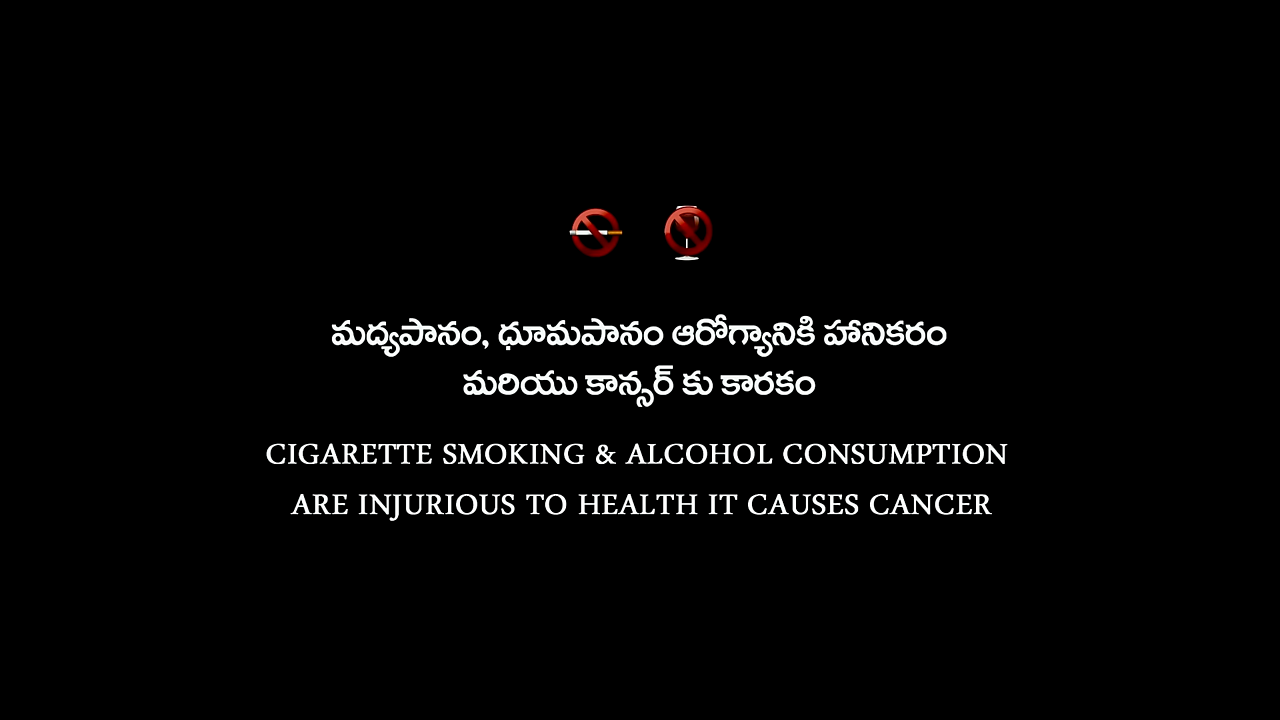 మద్యపానం, ధూమపానం ఆరోగ్యానికి హానికరం
మరియు కాన్సర్ కు కారకం
CIGARETTE SMOKING & ALCOHOL CONSUMPTION
ARE INJURIOUS TO HEALTH IT CAUSES CANCER